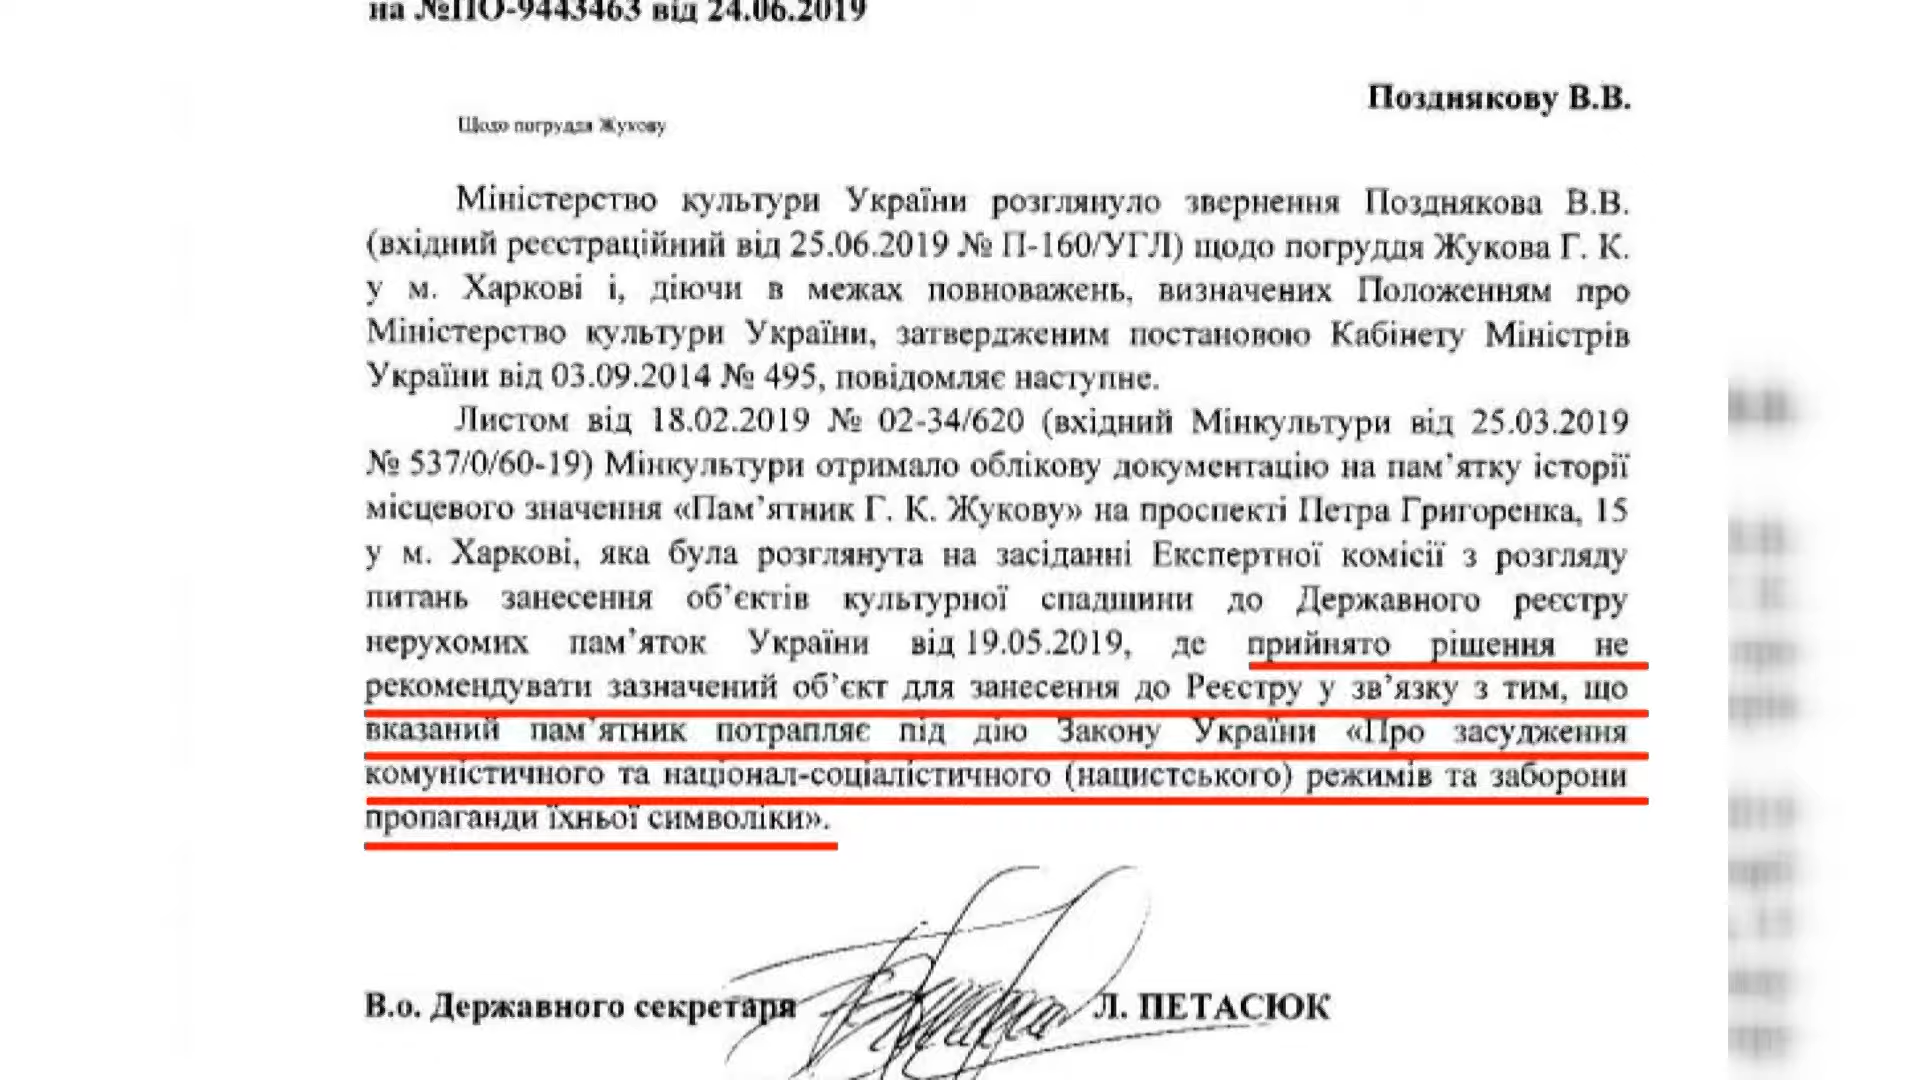 на №ПО-9443463 від 24.06.2019
Позднякову В.В.
Щодо погруддя Жукову
Міністерство культури України розглянуло звернення Позднякова В.В.
(вхідний реєстраційний від 25.06.2019 № П-160/УГЛ) щодо погруддя Жукова Г. К.
у м. Харкові і, діючи в межах повноважень, визначених Положенням про
Міністерство культури України, затвердженим постановою Кабінету Міністрів
України від 03.09.2014 № 495, повідомляє наступне.
Листом від 18.02.2019 № 02-34/620 (вхідний Мінкультури від 25.03.2019
№ 537/0/60-19) Мінкультури отримало облікову документацію на пам’ятку історії
місцевого значення «Пам’ятник Г. К. Жукову» на проспекті Петра Григоренка, 15
у м. Харкові, яка була розглянута на засіданні Експертної комісії з розгляду
питань занесення об’єктів культурної спадщини до Державного реєстру
нерухомих пам’яток України від 19.05.2019, де прийнято рішення не
рекомендувати зазначений об’єкт для занесення до Реєстру у зв’язку з тим, що
вказаний пам’ятник потрапляє під дію Закону України «Про засудження
комуністичного та націонал-соціалістичного (нацистського) режимів та заборони
пропаганди їхньої символіки».
В.о. Державного секретаря Л. ПЕТАСЮК